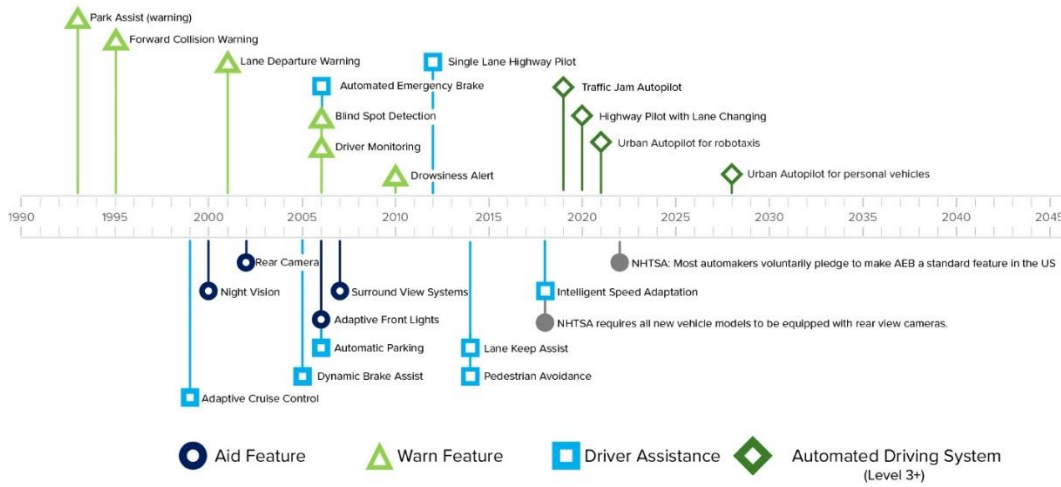 Park Assist (warning)
Forward Collision Warning
Lane Departure Warning
Single Lane Highway Pilot
Automated Emergency Brake
Traffic Jam Autopilot
Blind Spot Detection
Highway Pilot with Lane Changing
Driver Monitoring
Urban Autopilot for robotaxis
Drowsiness Alert
Urban Autopilot for personal vehicles
1990 1995 2000 2005 2010 2015 2020 2025 2030 2035 2040 2045
Rear Camera
NHTSA: Most automakers voluntarily pledge to make AEB a standard feature in the US
Night Vision
Surround View Systems
Intelligent Speed Adaptation
Adaptive Front Lights
NHTSA requires all new vehicle models to be equipped with rear view cameras.
Automatic Parking
Lane Keep Assist
Dynamic Brake Assist
Pedestrian Avoidance
Adaptive Cruise Control
Aid Feature
Warn Feature
Driver Assistance
Automated Driving System
(Level 3+)